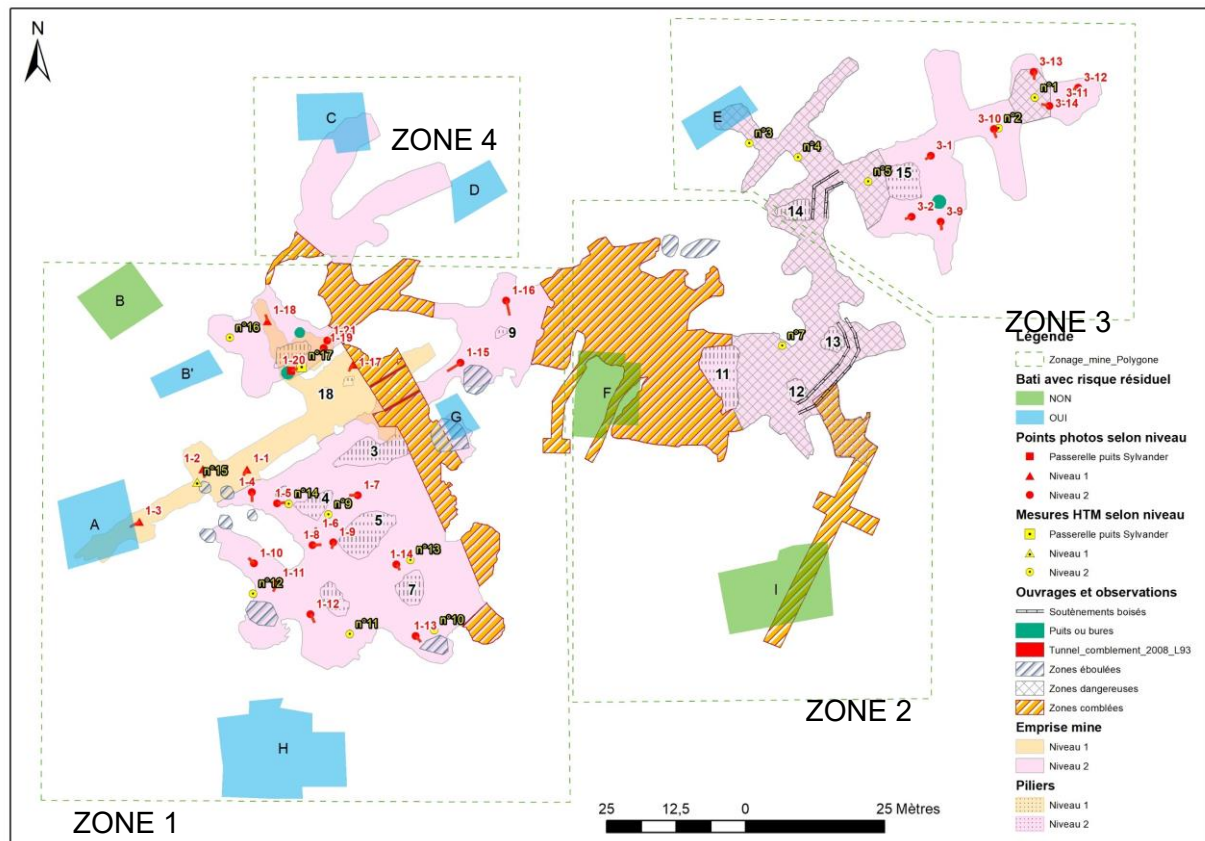 N
ZONE 4
ZONE 3
ZONE 2
ZONE 1
A
B
B'
C
D
E
F
G
H
I
3
4
5
7
9
11
12
13
14
15
18
1-1
1-2
1-3
1-4
1-5
1-6
1-7
1-8
1-9
1-10
1-11
1-12
1-13
1-14
1-15
1-16
1-17
1-18
1-19
1-20
1-21
3-1
3-2
3-9
3-10
3-11
3-12
3-13
3-14
n°1
n°2
n°3
n°4
n°5
n°7
n°9
n°10
n°11
n°12
n°13
n°14
n°15
n°16
n°17
25 12,5 0 25 Mètres
Légende
Zonage_mine_Polygone
Bati avec risque résiduel
NON
OUI
Points photos selon niveau
Passerelle puits Sylvander
Niveau 1
Niveau 2
Mesures HTM selon niveau
Passerelle puits Sylvander
Niveau 1
Niveau 2
Ouvrages et observations
Soutènements boisés
Puits ou bures
Tunnel_comblement_2008_L93
Zones éboulées
Zones dangereuses
Zones comblées
Emprise mine
Niveau 1
Niveau 2
Piliers
Niveau 1
Niveau 2